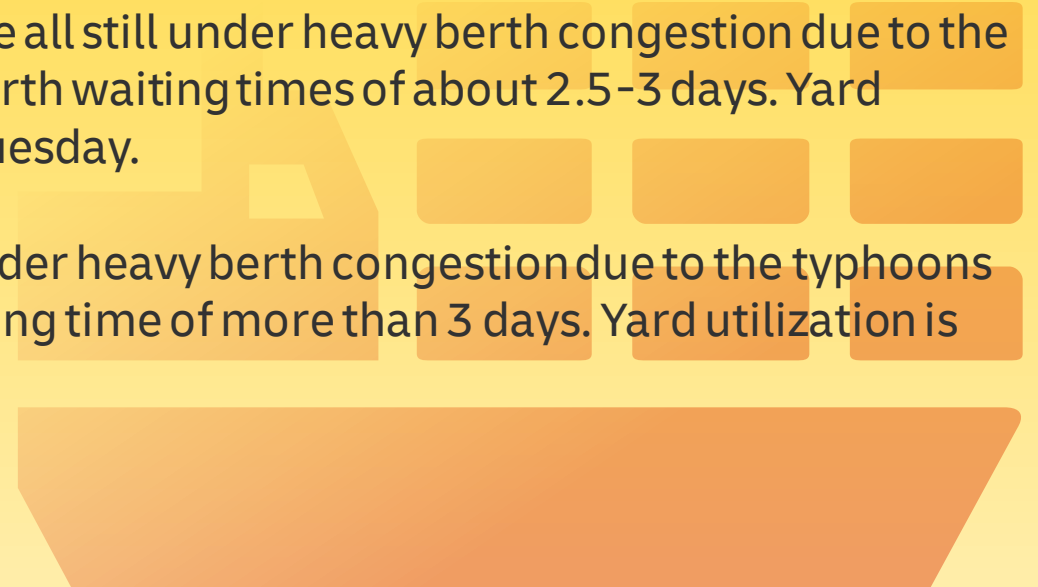 e all still under heavy berth congestion due to the
rth waiting times of about 2.5-3 days. Yard
uesday.
der heavy berth congestion due to the typhoons
ng time of more than 3 days. Yard utilization is